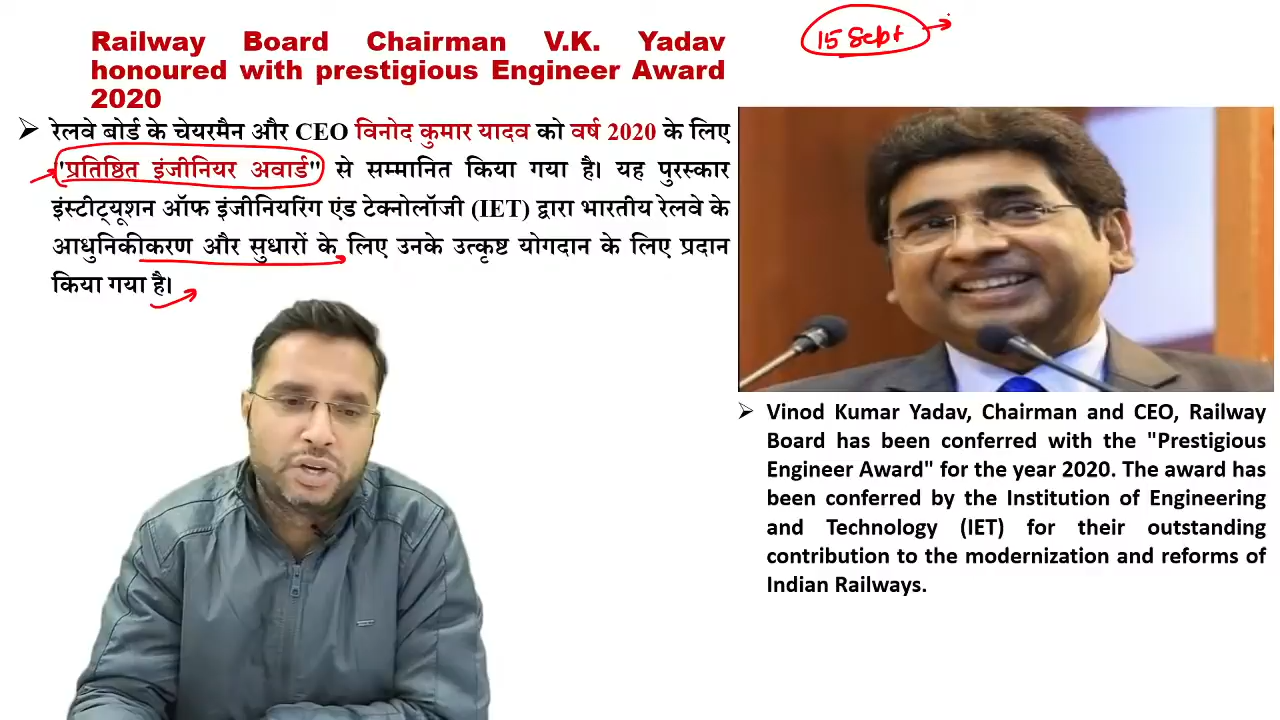 Railway Board Chairman V.K. Yadav
honoured with prestigious Engineer Award
2020
15 Sept
➢ रेलवे बोर्ड के चेयरमैन और CEO विनोद कुमार यादव को वर्ष 2020 के लिए
"प्रतिष्ठित इंजीनियर अवार्ड" से सम्मानित किया गया है। यह पुरस्कार
इंस्टीट्यूशन ऑफ इंजीनियरिंग एंड टेक्नोलॉजी (IET) द्वारा भारतीय रेलवे के
आधुनिकीकरण और सुधारों के लिए उनके उत्कृष्ट योगदान के लिए प्रदान
किया गया है।
➢ Vinod Kumar Yadav, Chairman and CEO, Railway
Board has been conferred with the "Prestigious
Engineer Award" for the year 2020. The award has
been conferred by the Institution of Engineering
and Technology (IET) for their outstanding
contribution to the modernization and reforms of
Indian Railways.